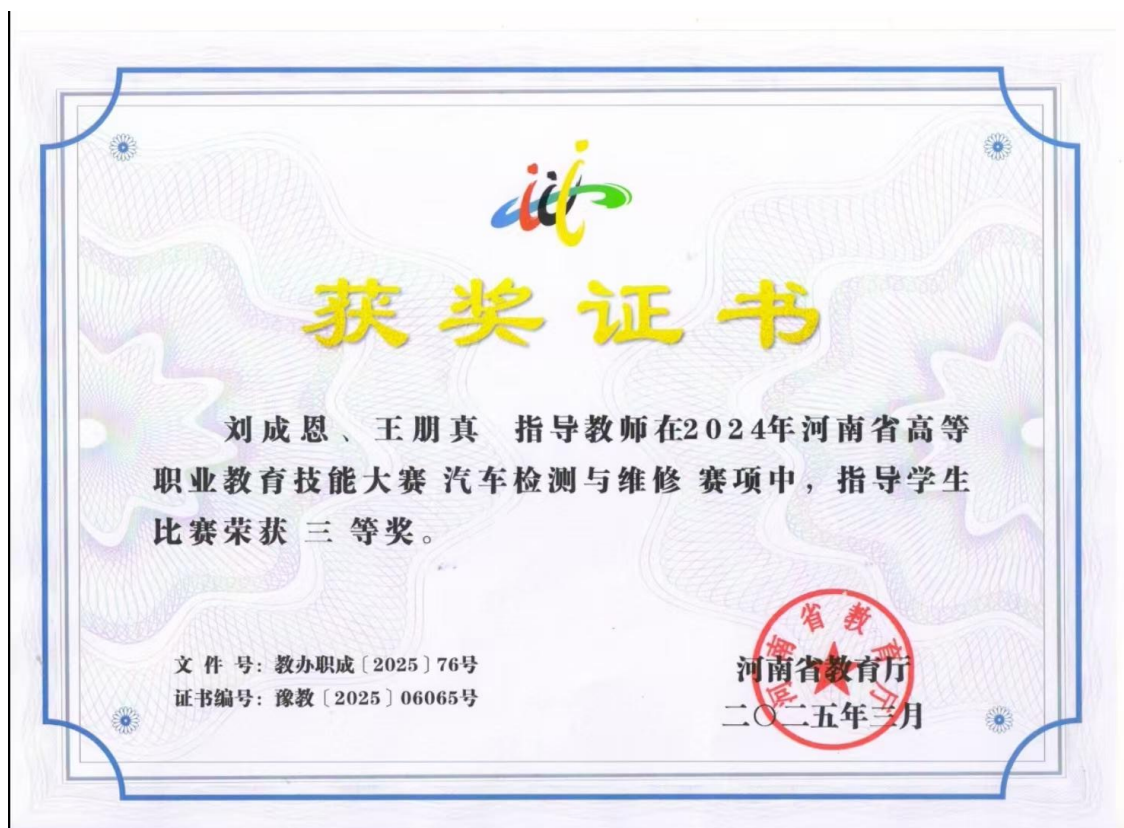 获奖证书
刘成恩、王朋真 指导教师在2024年河南省高等
职业教育技能大赛 汽车检测与维修 赛项中，指导学生
比赛荣获 三 等奖。
文件号：教办职成〔2025〕76号
证书编号：豫教〔2025〕06065号
河南省教育厅
河南省教育厅
二〇二五年三月